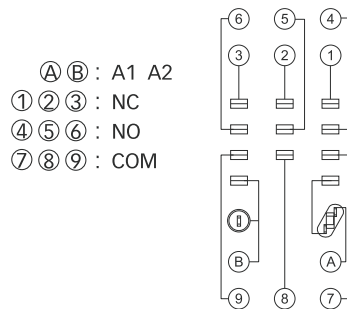 Ⓐ Ⓑ : A1 A2
① ② ③ : NC
④ ⑤ ⑥ : NO
⑦ ⑧ ⑨ : COM
⑥ ⑤ ④
③ ② ①
Ⓑ Ⓐ
⑨ ⑧ ⑦